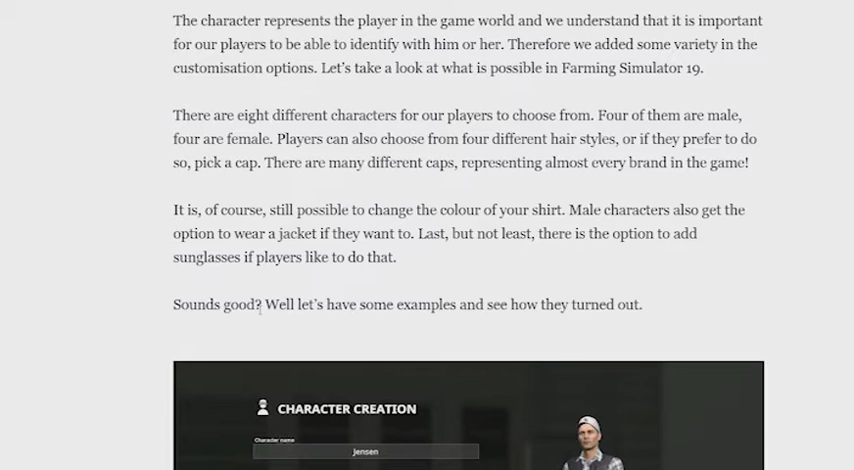 The character represents the player in the game world and we understand that it is important
for our players to be able to identify with him or her. Therefore we added some variety in the
customisation options. Let's take a look at what is possible in Farming Simulator 19.
There are eight different characters for our players to choose from. Four of them are male,
four are female. Players can also choose from four different hair styles, or if they prefer to do
so, pick a cap. There are many different caps, representing almost every brand in the game!
It is, of course, still possible to change the colour of your shirt. Male characters also get the
option to wear a jacket if they want to. Last, but not least, there is the option to add
sunglasses if players like to do that.
Sounds good? Well let's have some examples and see how they turned out.
CHARACTER CREATION
Character name
Jensen